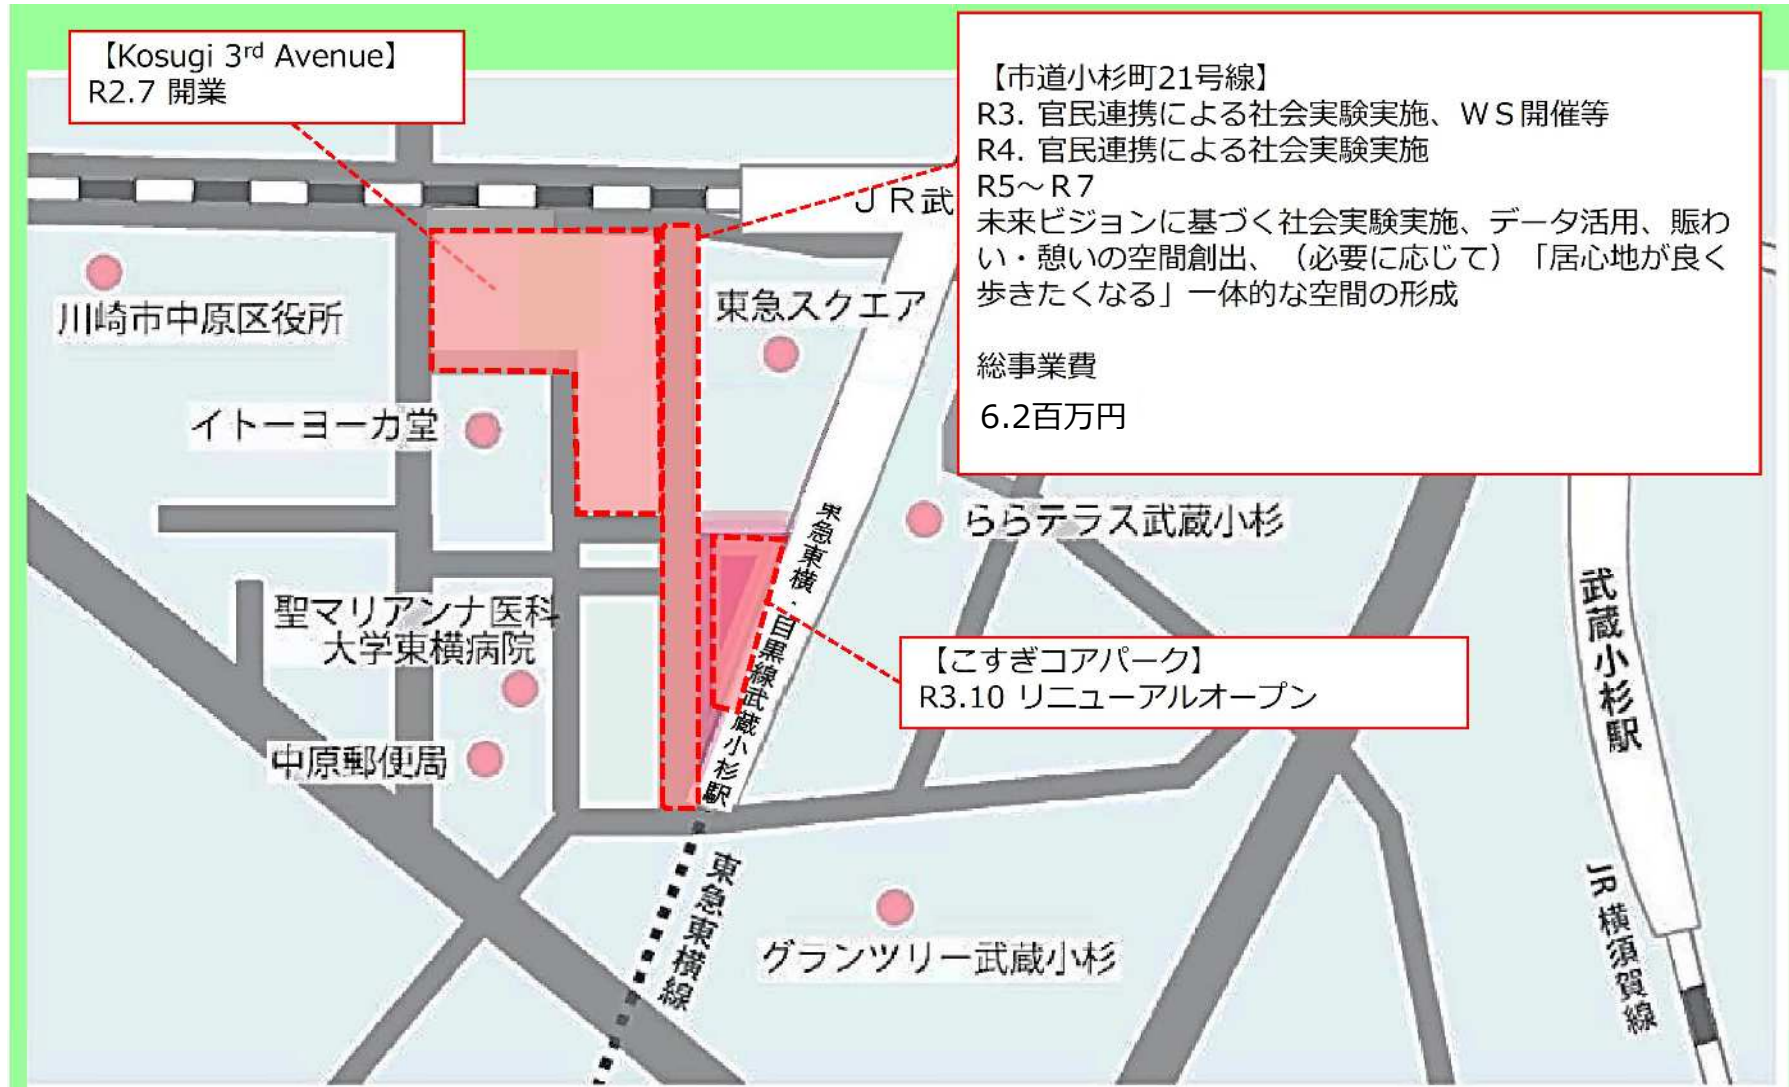 【Kosugi 3rd Avenue】
R2.7 開業
【市道小杉町21号線】
R3. 官民連携による社会実験実施、ＷＳ開催等
R4. 官民連携による社会実験実施
R5～Ｒ７
未来ビジョンに基づく社会実験実施、データ活用、賑わ
い・憩いの空間創出、（必要に応じて）「居心地が良く
歩きたくなる」一体的な空間の形成
総事業費
6.2百万円
ＪＲ武
川崎市中原区役所
東急スクエア
イトーヨーカ堂
ららテラス武蔵小杉
東急東横・目黒線武蔵小杉駅
聖マリアンナ医科
大学東横病院
【こすぎコアパーク】
R3.10 リニューアルオープン
武蔵小杉駅
中原郵便局
東急東横線
グランツリー武蔵小杉
JR横須賀線